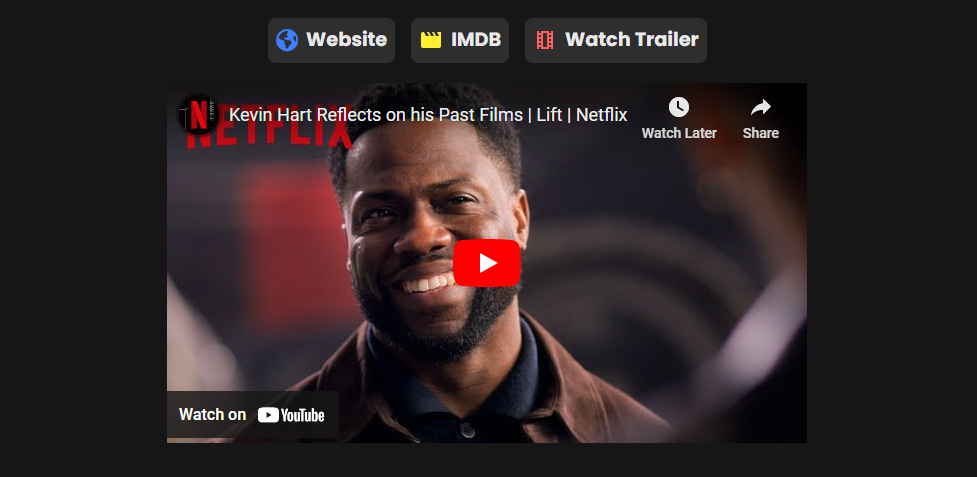 Website
IMDB
Watch Trailer
NETFLIX
Kevin Hart Reflects on his Past Films | Lift | Netflix
Watch Later
Share
Watch on YouTube